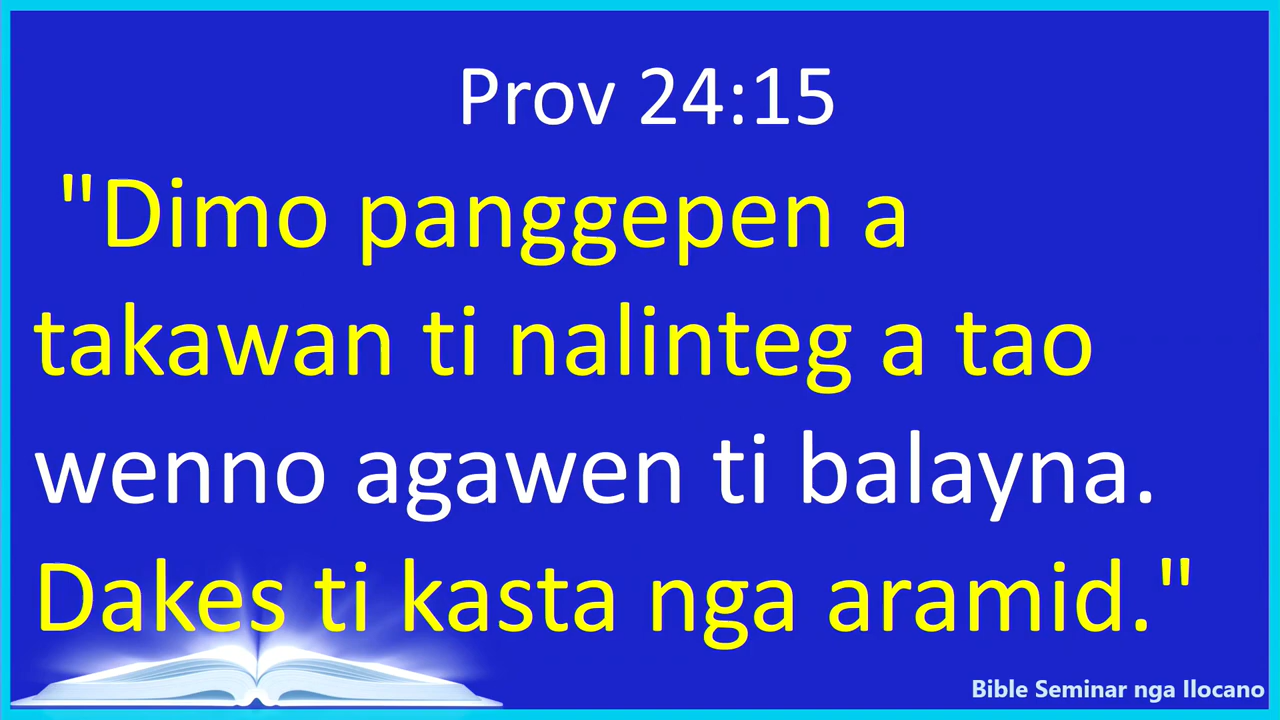 Prov 24:15
"Dimo panggepen a
takawan ti nalinteg a tao
wenno agawen ti balayna.
Dakes ti kasta nga aramid."
Bible Seminar nga Ilocano